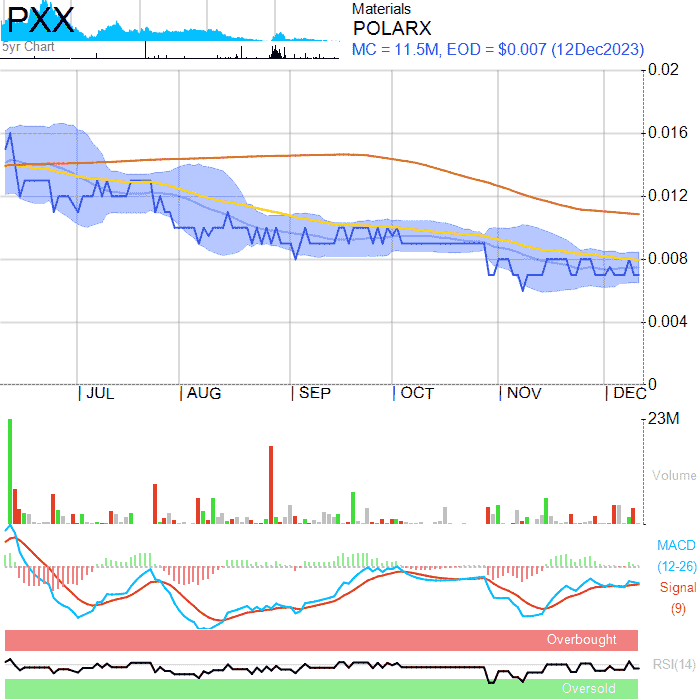 PXX
5yr Chart
Materials
POLARX
MC = 11.5M, EOD = $0.007 (12Dec2023)
0.02
0.016
0.012
0.008
0.004
0
JUL
AUG
SEP
OCT
NOV
DEC
23M
Volume
MACD
(12-26)
Signal
(9)
Overbought
RSI(14)
Oversold